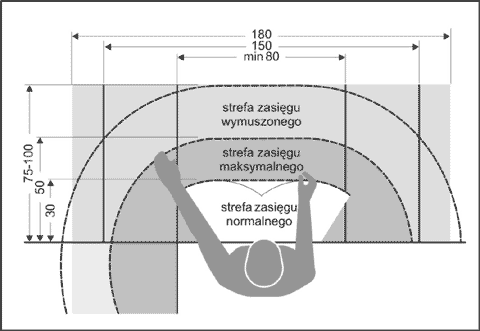 180
150
min 80
strefa zasięgu
wymuszonego
strefa zasięgu
maksymalnego
strefa zasięgu
normalnego
75-100
50
30